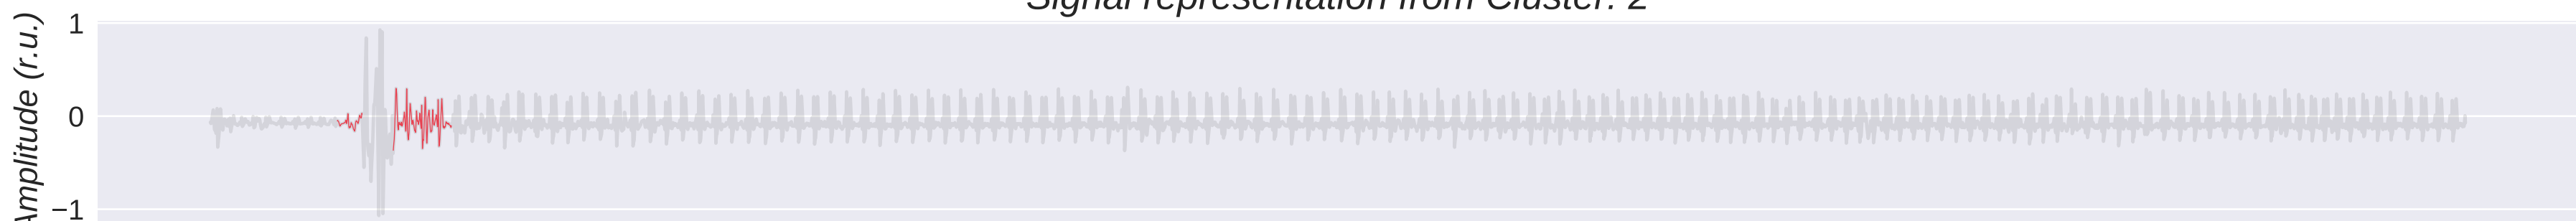 Signal representation from Cluster: 2
Amplitude (r.u.)
1
0
−1